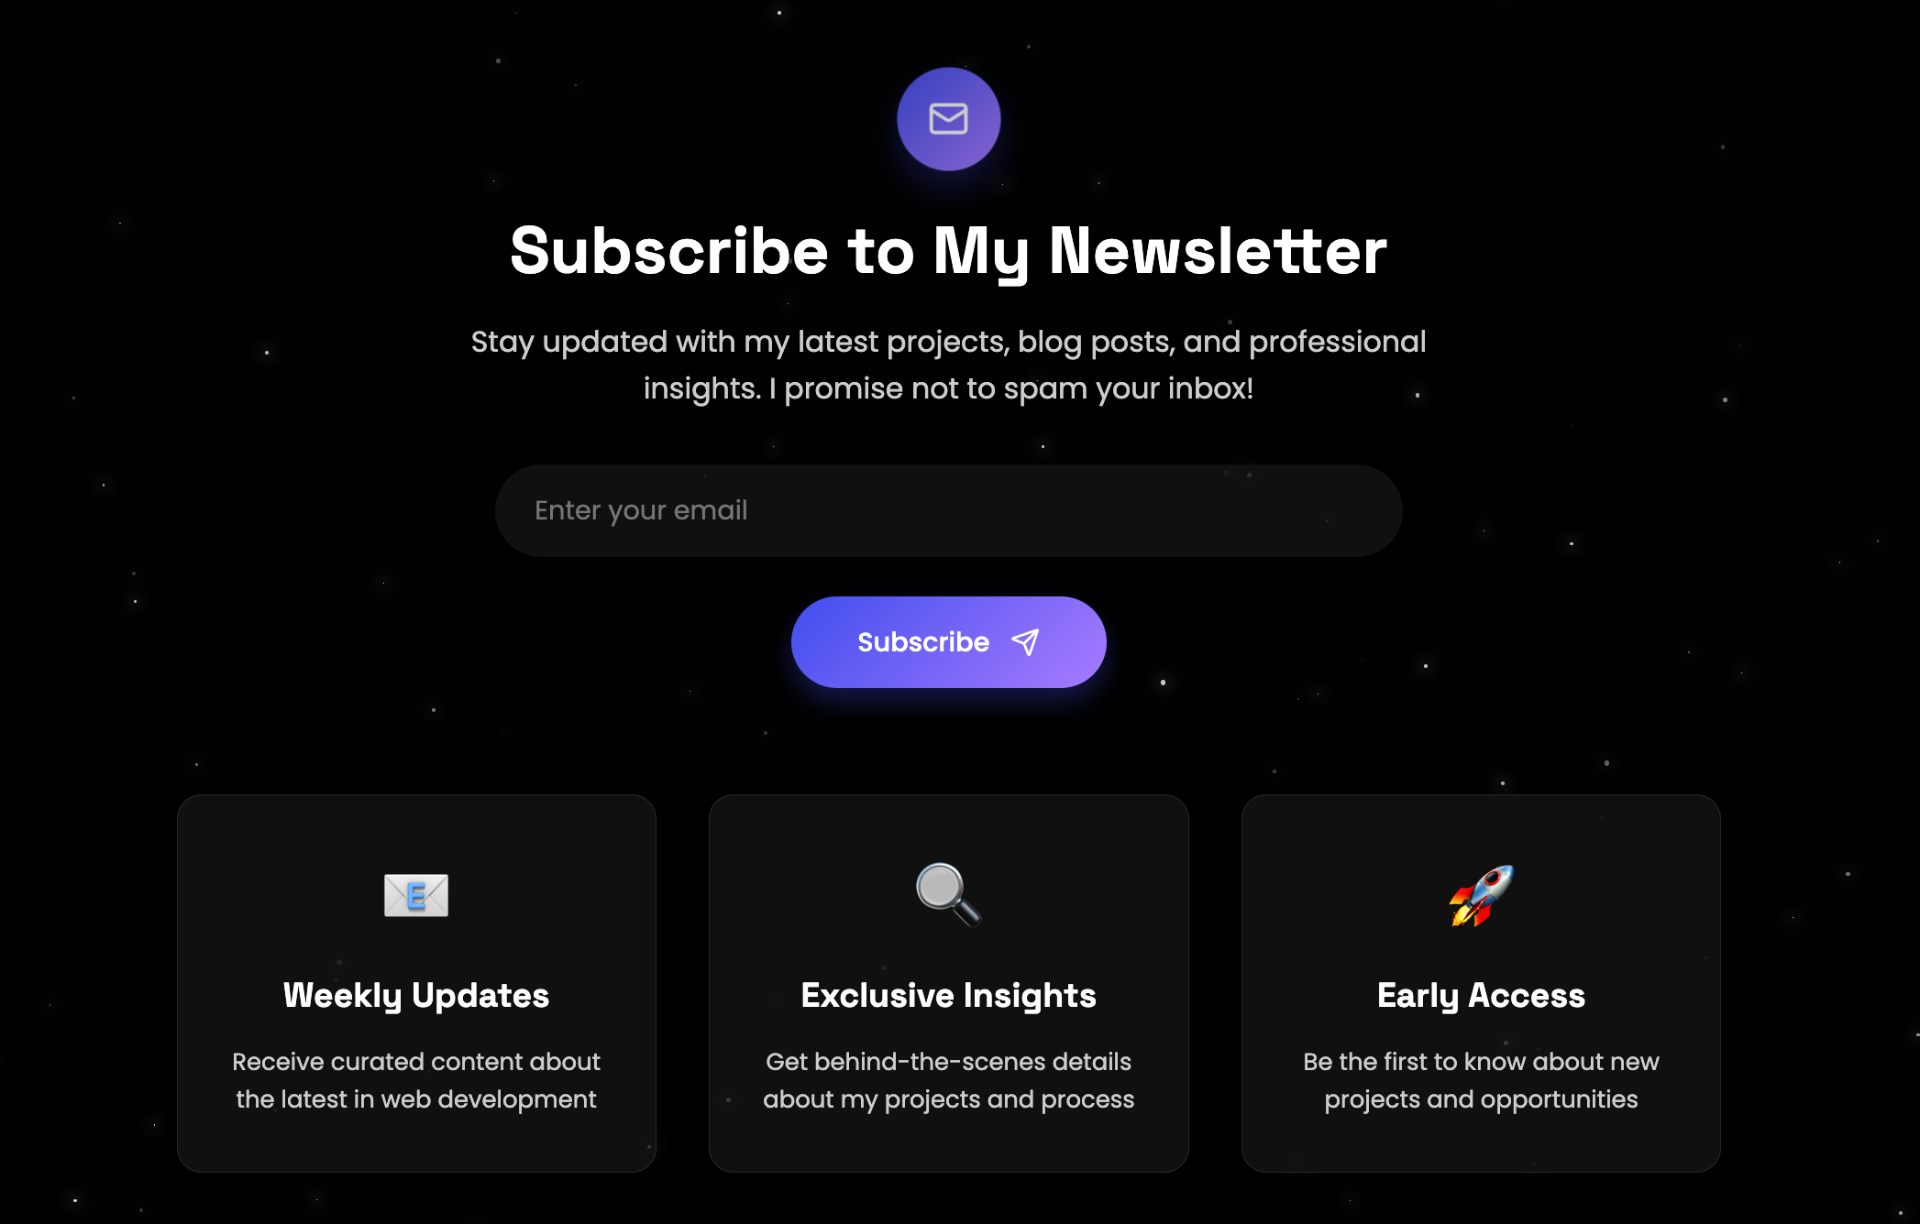 Subscribe to My Newsletter
Stay updated with my latest projects, blog posts, and professional
insights. I promise not to spam your inbox!
Enter your email
Subscribe
E
Weekly Updates
Receive curated content about
the latest in web development
Exclusive Insights
Get behind-the-scenes details
about my projects and process
Early Access
Be the first to know about new
projects and opportunities